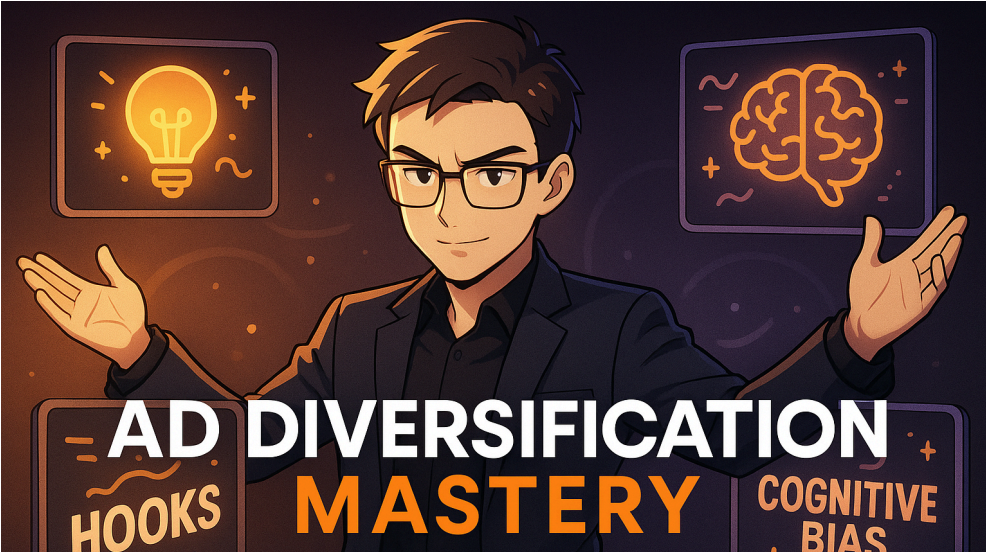 AD DIVERSIFICATION
MASTERY
HOOKS
COGNITIVE
BIAS